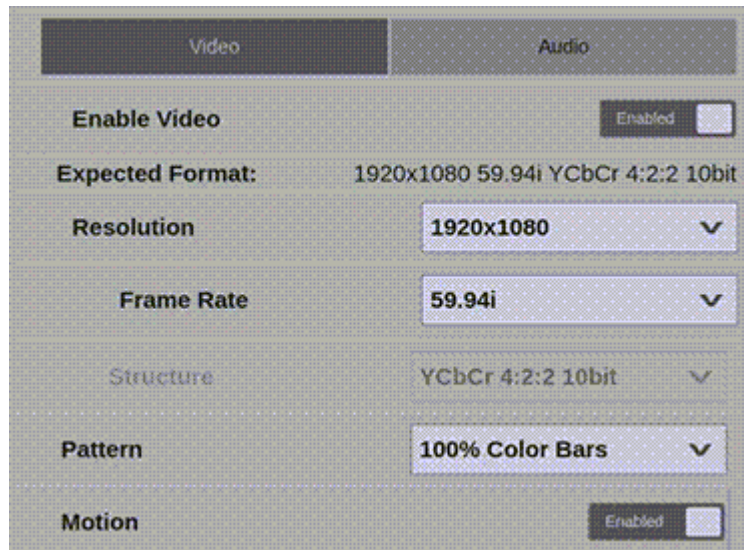 Video Audio
Enable Video Enabled
Expected Format: 1920x1080 59.94i YCbCr 4:2:2 10bit
Resolution 1920x1080
Frame Rate 59.94i
Structure YCbCr 4:2:2 10bit
Pattern 100% Color Bars
Motion Enabled